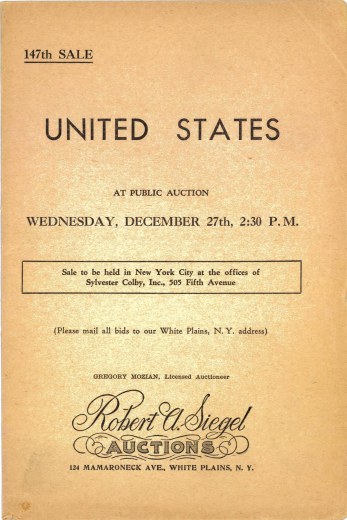 147th SALE
UNITED STATES
AT PUBLIC AUCTION
WEDNESDAY, DECEMBER 27th, 2:30 P.M.
Sale to be held in New York City at the offices of
Sylvester Colby, Inc., 505 Fifth Avenue
(Please mail all bids to our White Plains, N.Y. address)
GREGORY MOZIAN, Licensed Auctioneer
Robert A. Siegel
AUCTIONS
124 MAMARONECK AVE., WHITE PLAINS, N.Y.